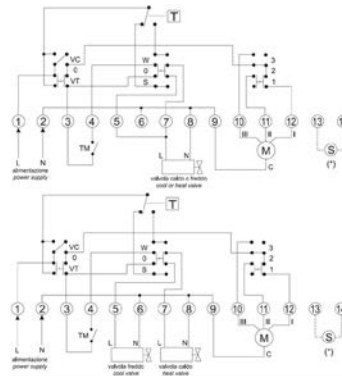 T
VC
0
VT
W
0
S
3
2
1
1 2 3 4 5 6 7 8 9 10 11 12 13 14
III II I
L N
TM
L N
M
S
C
(*)
alimentazione
power supply
valvola caldo o freddo
cool or heat valve
T
VC
0
VT
W
0
S
3
2
1
1 2 3 4 5 6 7 8 9 10 11 12 13 14
III II I
L N
TM
L N
L N
M
S
C
(*)
alimentazione
power supply
valvola freddo
cool valve
valvola caldo
heat valve